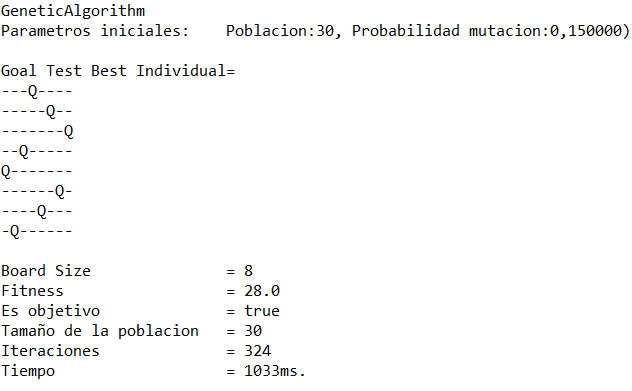 GeneticAlgorithm
Parametros iniciales:    Poblacion:30, Probabilidad mutacion:0,150000)
Goal Test Best Individual=
---Q----
-----Q--
-------Q
--Q-----
Q-------
------Q-
----Q---
-Q------
Board Size               = 8
Fitness                  = 28.0
Es objetivo              = true
Tamaño de la poblacion   = 30
Iteraciones              = 324
Tiempo                   = 1033ms.